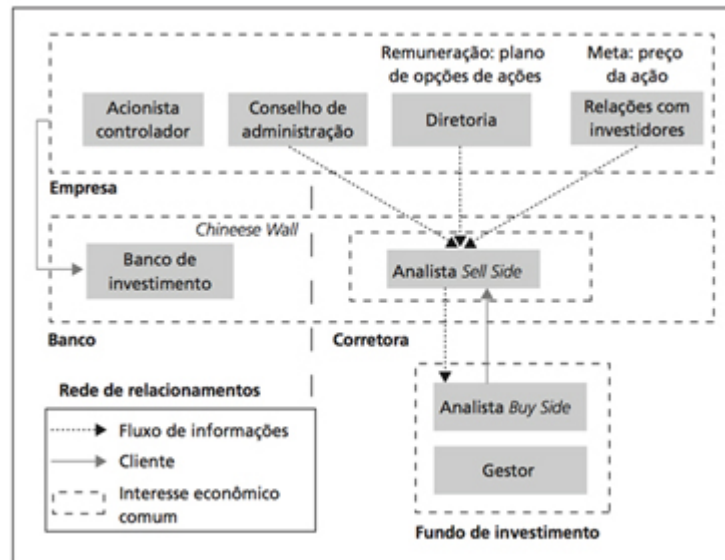 Remuneração: plano
de opções de ações
Meta: preço
da ação
Acionista
controlador
Conselho de
administração
Diretoria
Relações com
investidores
Empresa
Chineese Wall
Banco de
investimento
Analista Sell Side
Banco
Corretora
Rede de relacionamentos
Fluxo de informações
Cliente
Interesse econômico
comum
Analista Buy Side
Gestor
Fundo de investimento